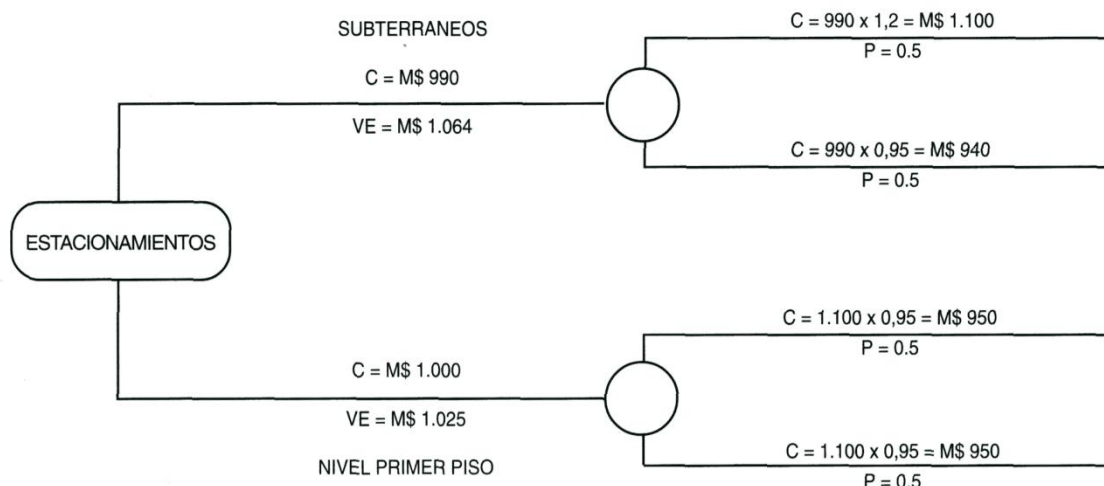 SUBTERRANEOS
C = M$ 990
VE = M$ 1.064
C = 990 x 1,2 = M$ 1.100
P = 0.5
C = 990 x 0,95 = M$ 940
P = 0.5
ESTACIONAMIENTOS
C = M$ 1.000
VE = M$ 1.025
NIVEL PRIMER PISO
C = 1.100 x 0,95 = M$ 950
P = 0.5
C = 1.100 x 0,95 = M$ 950
P = 0.5